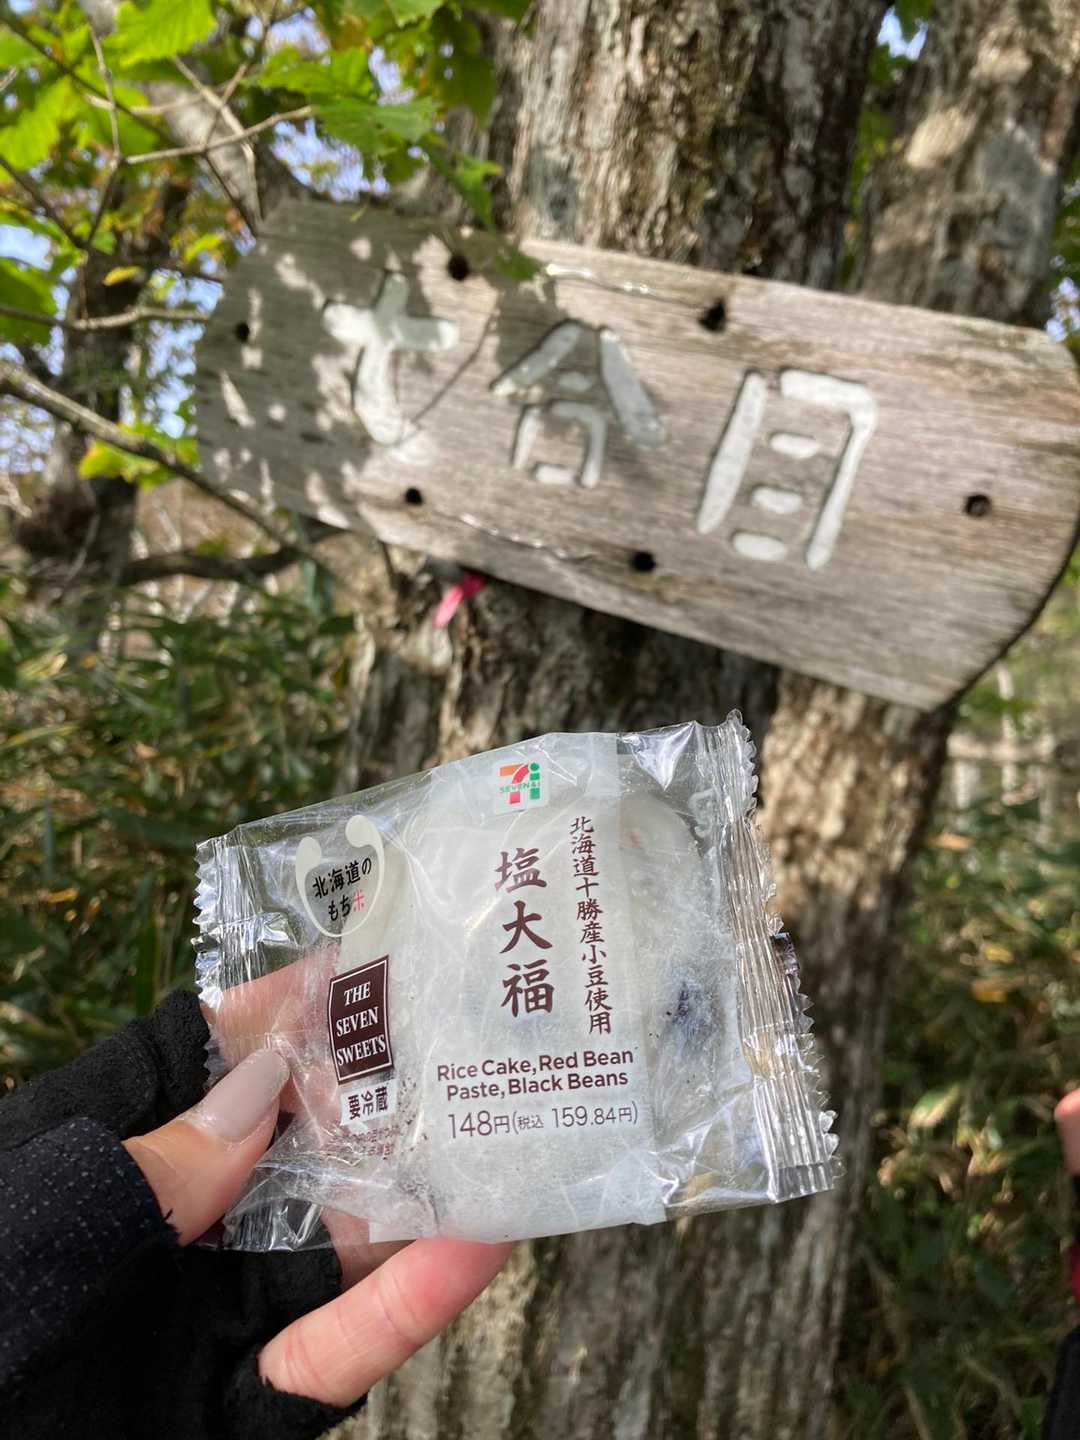 七合目
SEVEN&i
北海道の
もち米
塩大福
北海道十勝産小豆使用
THE
SEVEN
SWEETS
要冷蔵
Rice Cake,Red Bean
Paste,Black Beans
148円(税込 159.84円)